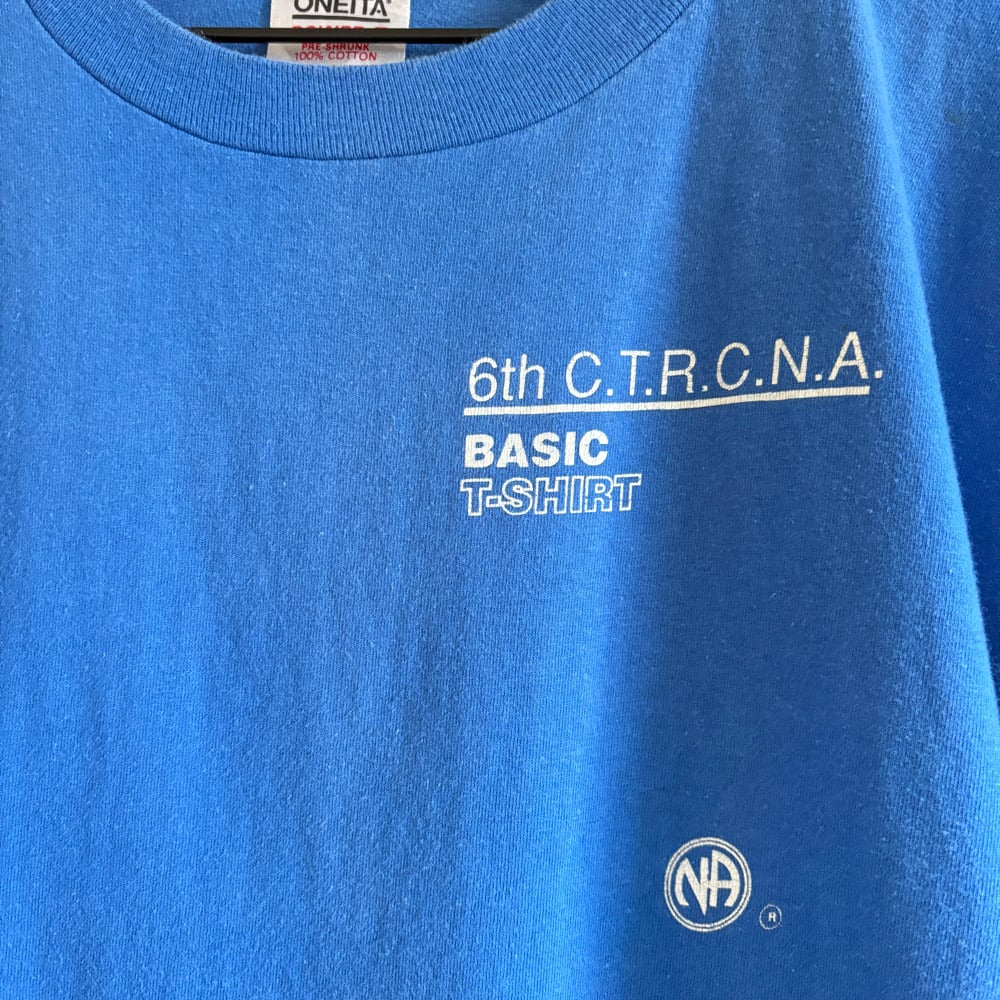 ONEITA®
PRE-SHRUNK
100% COTTON
6th C.T.R.C.N.A.
BASIC
T-SHIRT
NA
®